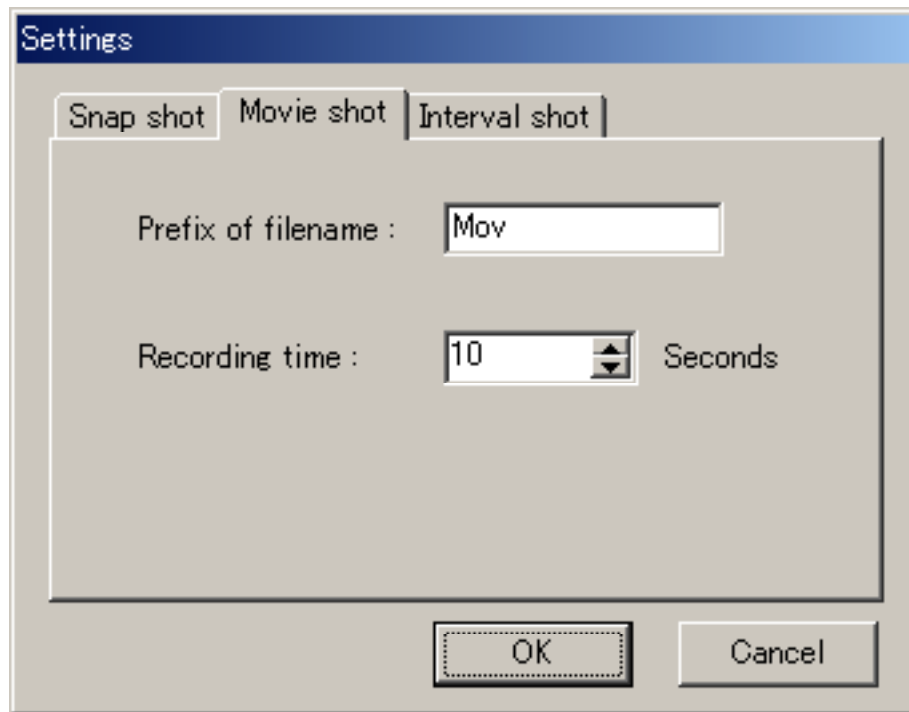 Settings
Snap shot Movie shot Interval shot
Prefix of filename : Mov
Recording time : 10 Seconds
OK Cancel